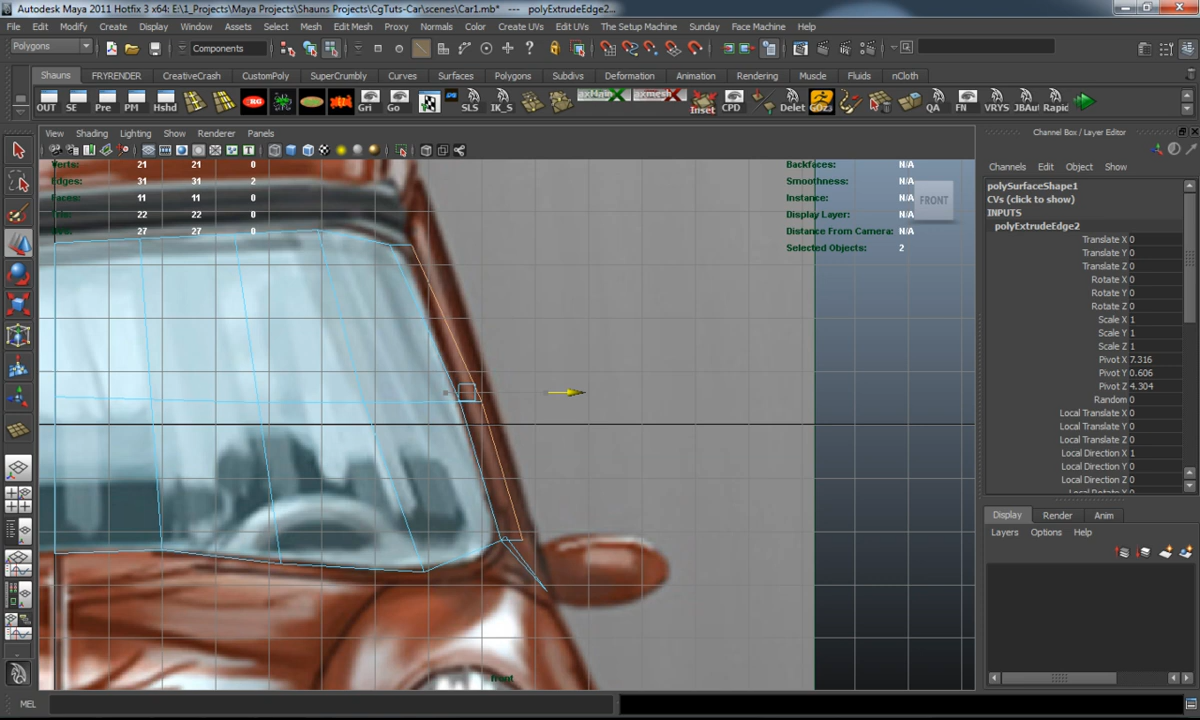 Autodesk Maya 2011 Hotfix 3 x64: E:\1_Projects\Maya Projects\Shauns Projects\CgTuts-Car\scenes\Car1.mb* --- polyExtrudeEdge2...
File Edit Modify Create Display Window Assets Select Mesh Edit Mesh Proxy Normals Color Create UVs Edit UVs The Setup Machine Sunday Face Machine Help
Polygons Components
Shauns FRYRENDER CreativeCrash CustomPoly SuperCrumbly Curves Surfaces Polygons Subdivs Deformation Animation Rendering Muscle Fluids nCloth
OUT SE Pre PM Hshd Gri Go SLS IK_S Inset CPD Delet GOz3 QA FN VRYS JBAut Rapid
View Shading Lighting Show Renderer Panels
Verts: 21 21 0
Edges: 31 31 2
Faces: 11 11 0
Tris: 22 22 0
27 27 0
Backfaces: N/A
Smoothness: N/A
Instance: N/A
Display Layer: N/A
Distance From Camera: N/A
Selected Objects: 2
FRONT
front
Channel Box / Layer Editor
Channels Edit Object Show
polySurfaceShape1
CVs (click to show)
INPUTS
polyExtrudeEdge2
Translate X 0
Translate Y 0
Translate Z 0
Rotate X 0
Rotate Y 0
Rotate Z 0
Scale X 1
Scale Y 1
Scale Z 1
Pivot X 7.316
Pivot Y 0.606
Pivot Z 4.304
Random 0
Local Translate X 0
Local Translate Y 0
Local Translate Z 0
Local Direction X 1
Local Direction Y 0
Local Direction Z 0
Display Render Anim
Layers Options Help
MEL